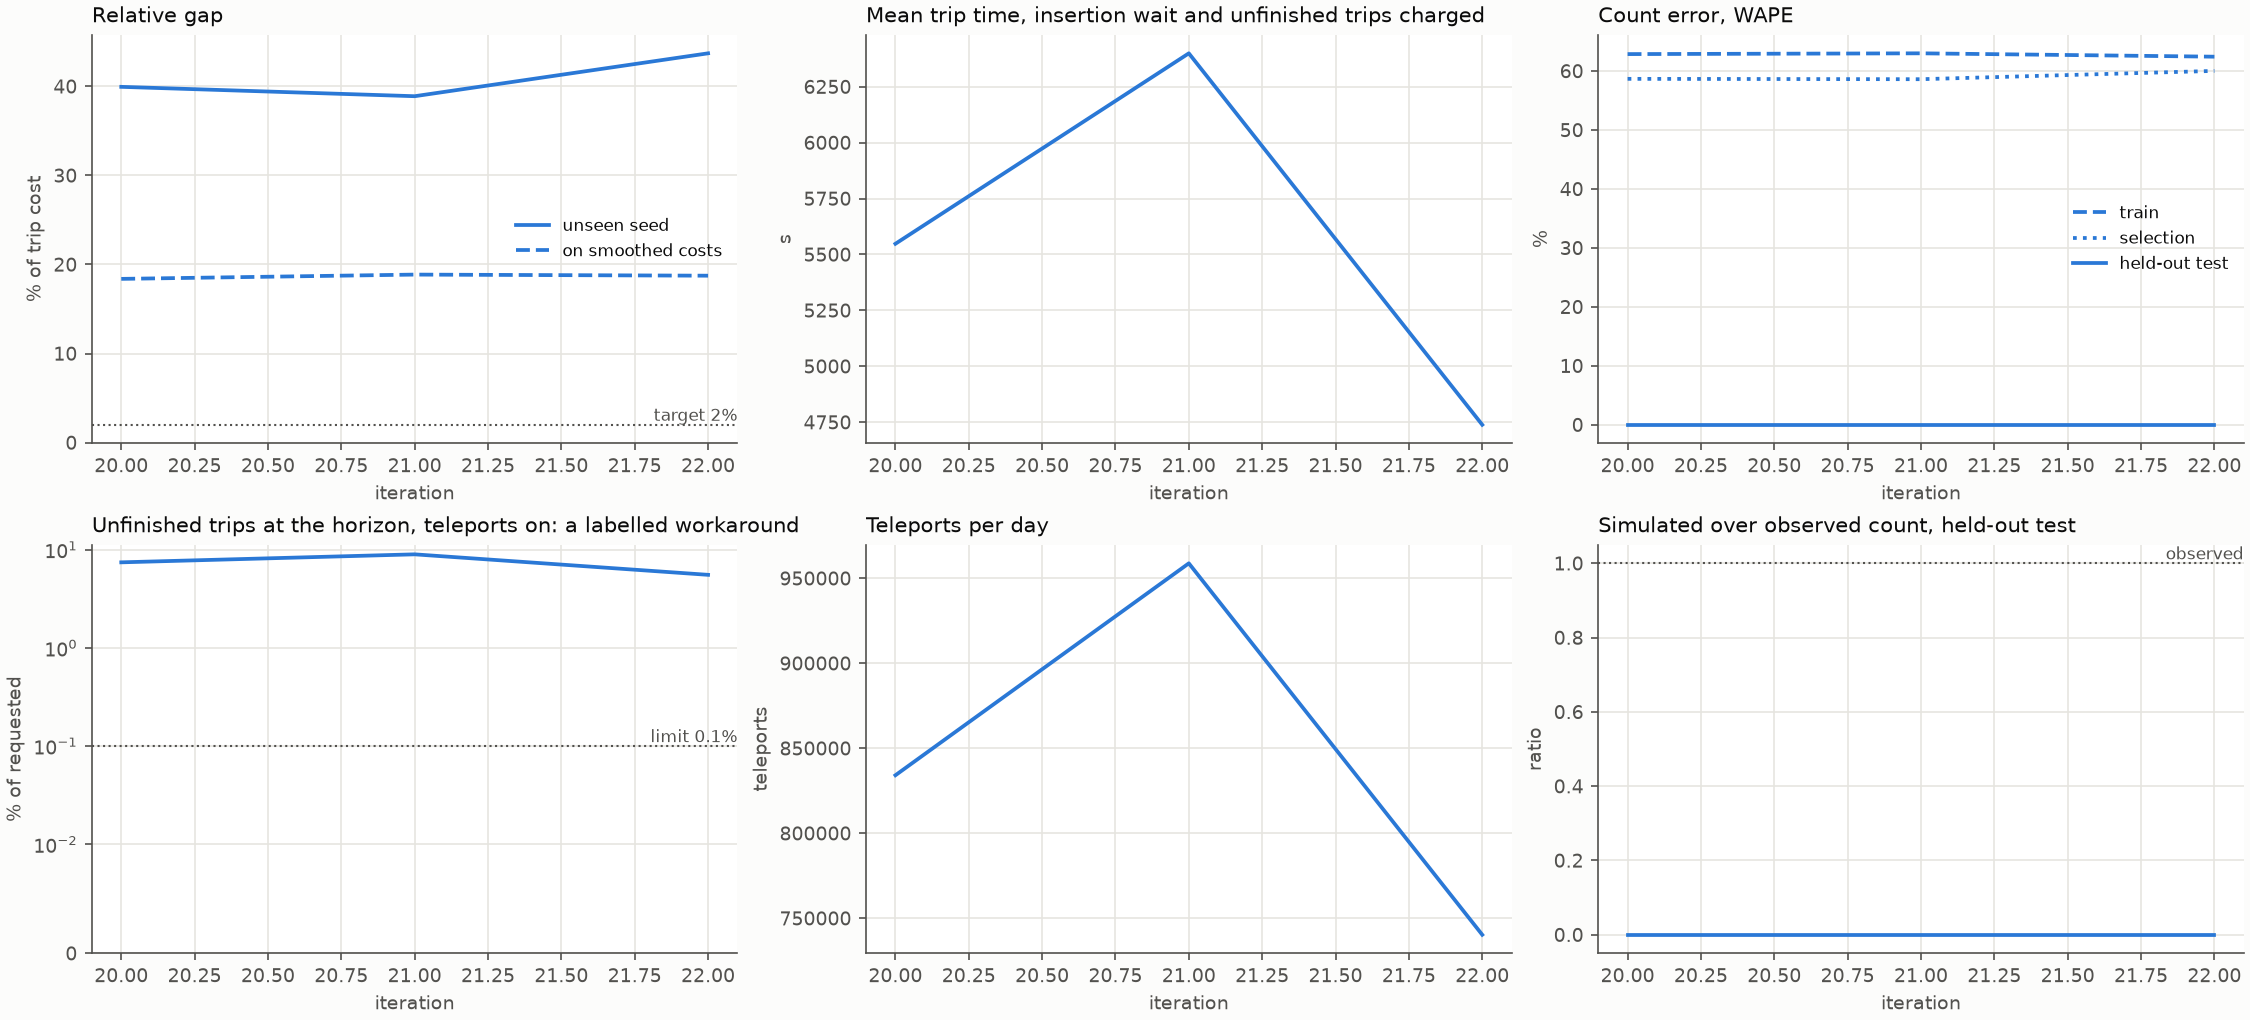 Relative gap
% of trip cost
40
30
20
10
0
unseen seed
on smoothed costs
target 2%
20.00 20.25 20.50 20.75 21.00 21.25 21.50 21.75 22.00
iteration
Mean trip time, insertion wait and unfinished trips charged
s
6250
6000
5750
5500
5250
5000
4750
20.00 20.25 20.50 20.75 21.00 21.25 21.50 21.75 22.00
iteration
Count error, WAPE
%
60
50
40
30
20
10
0
train
selection
held-out test
20.00 20.25 20.50 20.75 21.00 21.25 21.50 21.75 22.00
iteration
Unfinished trips at the horizon, teleports on: a labelled workaround
% of requested
10¹
10⁰
10⁻¹
10⁻²
0
limit 0.1%
20.00 20.25 20.50 20.75 21.00 21.25 21.50 21.75 22.00
iteration
Teleports per day
teleports
950000
900000
850000
800000
750000
20.00 20.25 20.50 20.75 21.00 21.25 21.50 21.75 22.00
iteration
Simulated over observed count, held-out test
ratio
observed
1.0
0.8
0.6
0.4
0.2
0.0
20.00 20.25 20.50 20.75 21.00 21.25 21.50 21.75 22.00
iteration